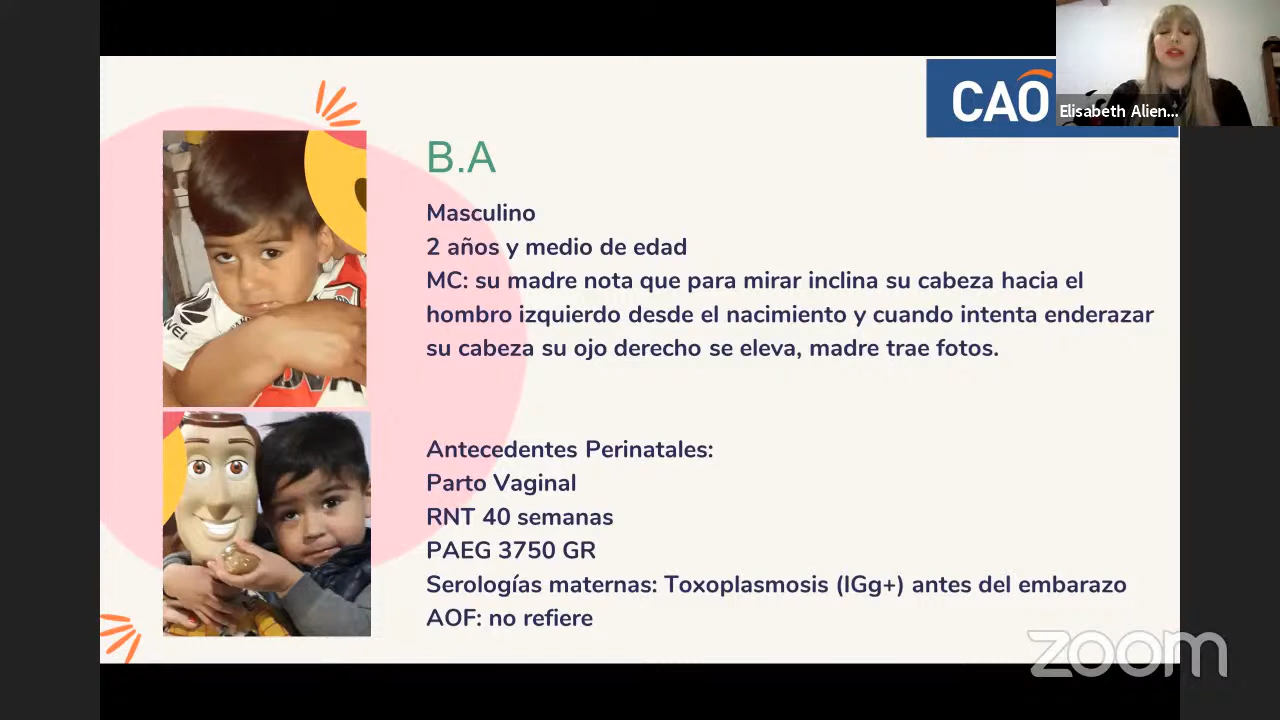 CAO
Elisabeth Alien...
B.A
Masculino
2 años y medio de edad
MC: su madre nota que para mirar inclina su cabeza hacia el
hombro izquierdo desde el nacimiento y cuando intenta enderazar
su cabeza su ojo derecho se eleva, madre trae fotos.
WEI
Antecedentes Perinatales:
Parto Vaginal
RNT 40 semanas
PAEG 3750 GR
Serologías maternas: Toxoplasmosis (IGg+) antes del embarazo
AOF: no refiere
zoom